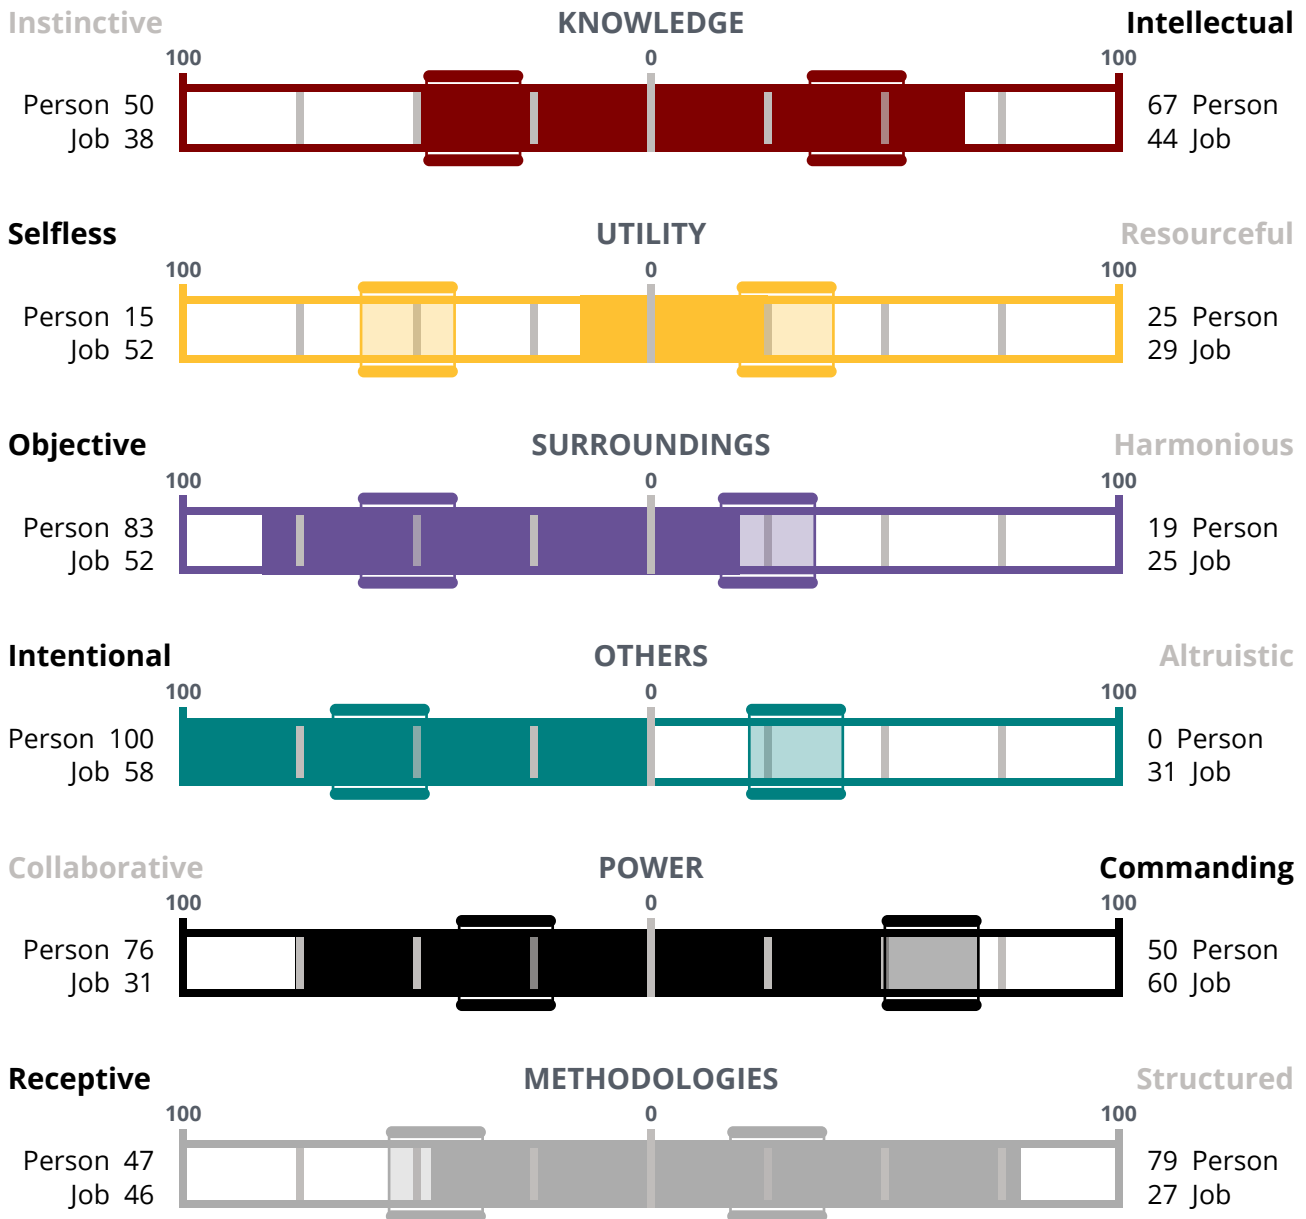 Instinctive KNOWLEDGE Intellectual
100 0 100
Person 50 67 Person
Job 38 44 Job
Selfless UTILITY Resourceful
100 0 100
Person 15 25 Person
Job 52 29 Job
Objective SURROUNDINGS Harmonious
100 0 100
Person 83 19 Person
Job 52 25 Job
Intentional OTHERS Altruistic
100 0 100
Person 100 0 Person
Job 58 31 Job
Collaborative POWER Commanding
100 0 100
Person 76 50 Person
Job 31 60 Job
Receptive METHODOLOGIES Structured
100 0 100
Person 47 79 Person
Job 46 27 Job